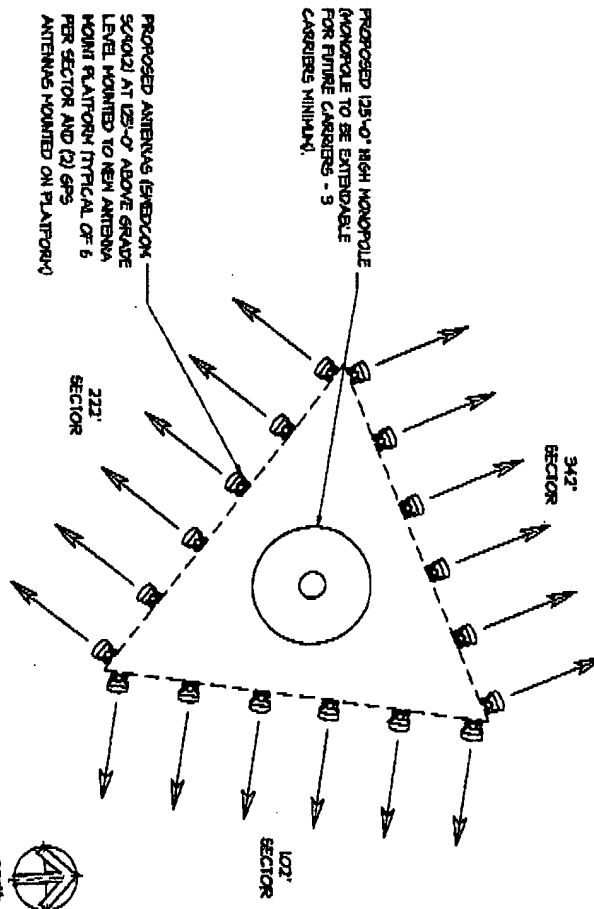 PROPOSED 125'-0" HIGH MONOPOLE
(MONOPOLE TO BE EXTENDABLE
FOR FUTURE CARRIERS - 3
CARRIERS MINIMUM).
PROPOSED ANTENNAS (SWEDCOM
SC9012) AT 125'-0" ABOVE GRADE
LEVEL MOUNTED TO NEW ANTENNA
MOUNT PLATFORM (TYPICAL OF 6
PER SECTOR AND (2) GPS
ANTENNAS MOUNTED ON PLATFORM)
342°
SECTOR
222°
SECTOR
102°
SECTOR